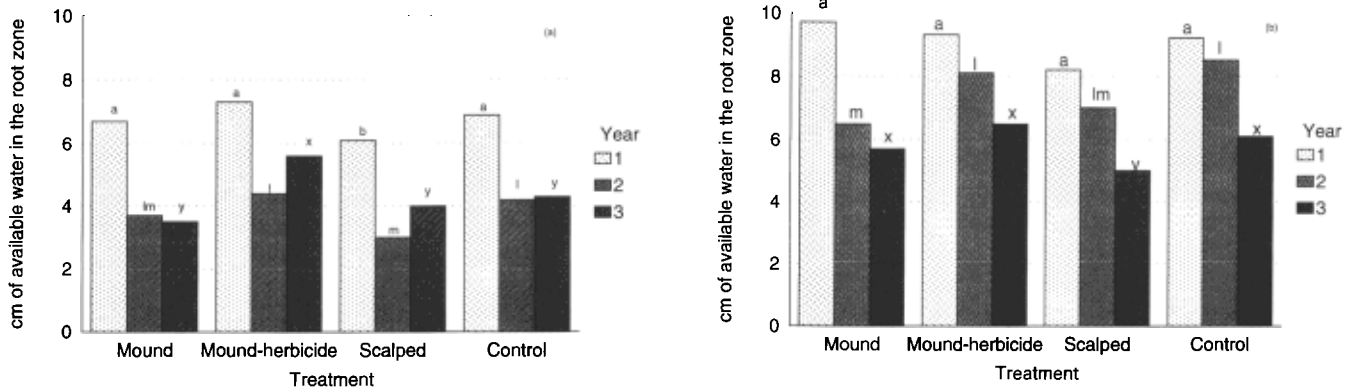 cm of available water in the root zone
10
8
6
4
2
0
(a)
a
lm
y
a
l
x
b
m
y
a
l
y
Mound
Mound-herbicide
Scalped
Control
Treatment
Year
1
2
3
cm of available water in the root zone
10
8
6
4
2
0
(b)
a
m
x
a
l
x
a
lm
y
a
l
x
Mound
Mound-herbicide
Scalped
Control
Treatment
Year
1
2
3